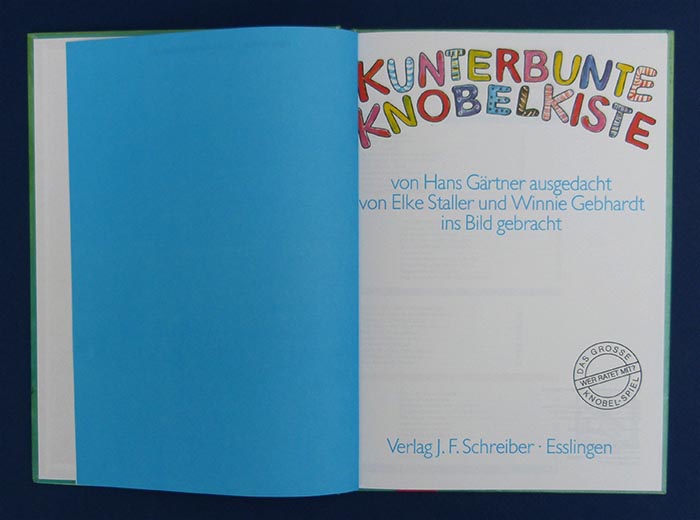 KUNTERBUNTE
KNOBELKISTE
von Hans Gärtner ausgedacht
von Elke Staller und Winnie Gebhardt
ins Bild gebracht
DAS GROSSE
WER RATET MIT?
KNOBEL-SPIEL
Verlag J. F. Schreiber · Esslingen